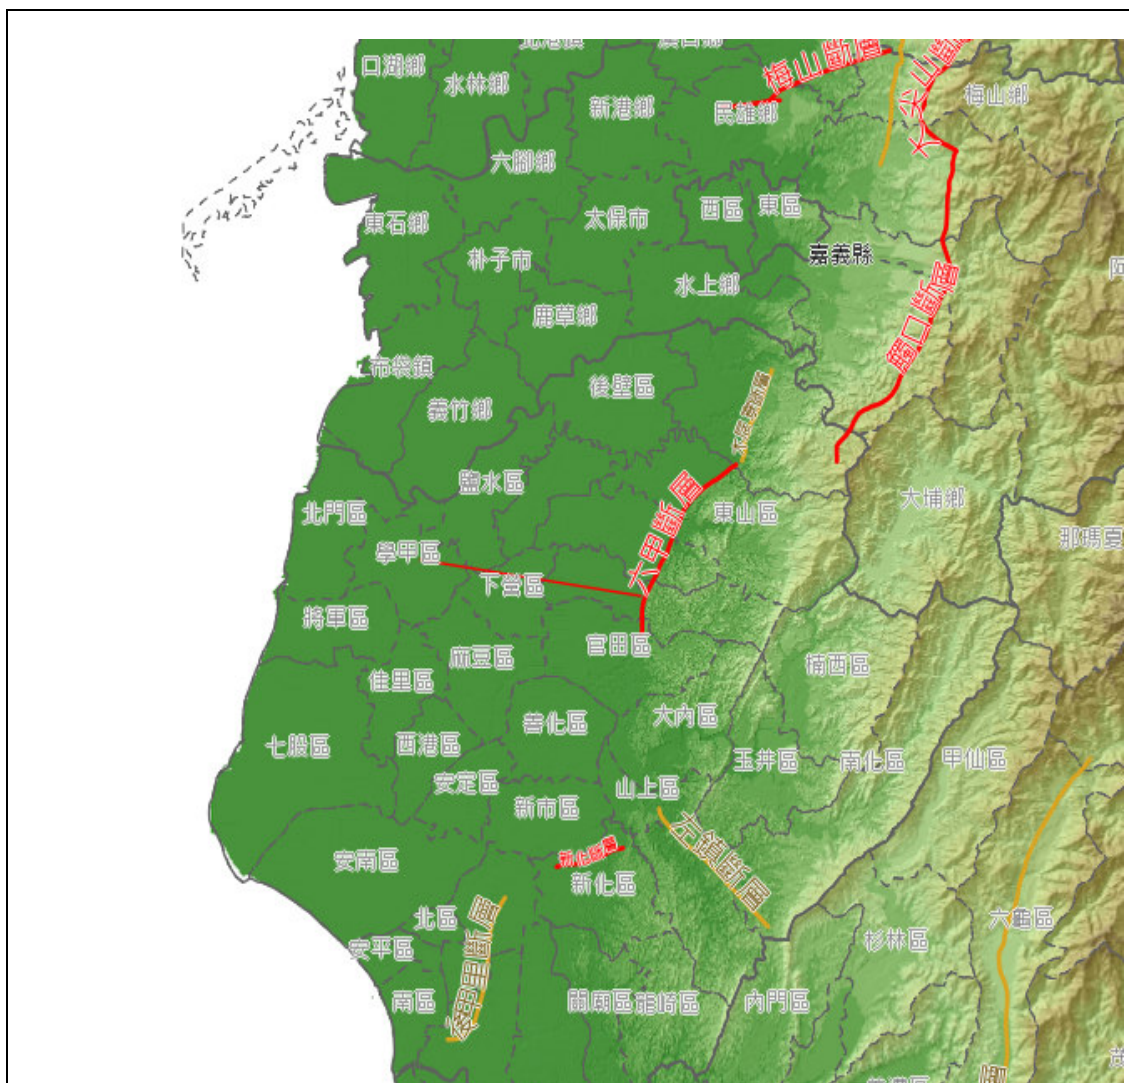 口湖鄉
水林鄉
梅山斷層
大尖山斷
梅山鄉
新港鄉
民雄鄉
六腳鄉
東石鄉
太保市
西區
東區
朴子市
嘉義縣
水上鄉
鹿草鄉
觸口斷層
布袋鎮
後壁區
義竹鄉
木屐寮斷層
鹽水區
六甲斷層
大埔鄉
北門區
東山區
那瑪夏
學甲區
下營區
將軍區
官田區
麻豆區
楠西區
佳里區
大內區
善化區
七股區
西港區
玉井區
南化區
甲仙區
安定區
山上區
新市區
左鎮斷層
新化斷層
安南區
新化區
北區
後甲里斷層
六龜區
安平區
杉林區
南區
關廟區
龍崎區
內門區